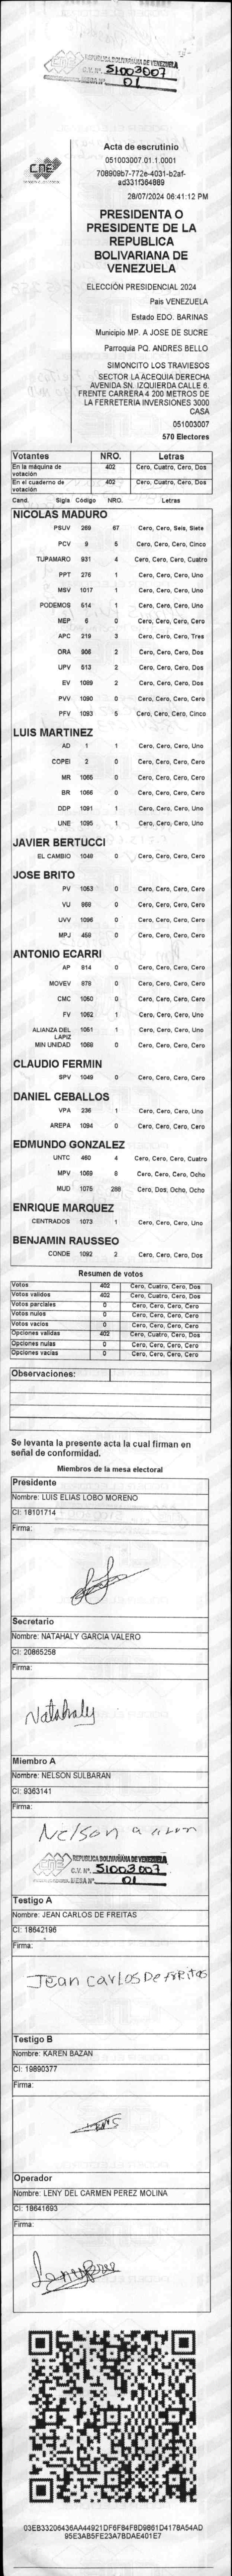 REPUBLICA BOLIVARIANA DE VENEZUELA
C.V. Nº. 51003007
01
CNE
Acta de escrutinio
051003007.01.1.0001
708909b7-772e-4031-b2af-
ad331f364889
28/07/2024 06:41:12 PM
PRESIDENTA O
PRESIDENTE DE LA
REPUBLICA
BOLIVARIANA DE
VENEZUELA
ELECCIÓN PRESIDENCIAL 2024
Pais VENEZUELA
Estado EDO. BARINAS
Municipio MP. A JOSE DE SUCRE
Parroquia PQ. ANDRES BELLO
SIMONCITO LOS TRAVIESOS
SECTOR LA ACEQUIA DERECHA
AVENIDA SN. IZQUIERDA CALLE 6.
FRENTE CARRERA 4 200 METROS DE
LA FERRETERIA INVERSIONES 3000
CASA
051003007
570 Electores
Votantes NRO. Letras
En la máquina de votación 402 Cero, Cuatro, Cero, Dos
En el cuaderno de votación 402 Cero, Cuatro, Cero, Dos
Cand. Sigla Código NRO. Letras
NICOLAS MADURO
PSUV 269 67 Cero, Cero, Seis, Siete
PCV 9 5 Cero, Cero, Cero, Cinco
TUPAMARO 931 4 Cero, Cero, Cero, Cuatro
PPT 276 1 Cero, Cero, Cero, Uno
MSV 1017 1 Cero, Cero, Cero, Uno
PODEMOS 514 1 Cero, Cero, Cero, Uno
MEP 6 0 Cero, Cero, Cero, Cero
APC 219 3 Cero, Cero, Cero, Tres
ORA 906 2 Cero, Cero, Cero, Dos
UPV 513 2 Cero, Cero, Cero, Dos
EV 1089 2 Cero, Cero, Cero, Dos
PVV 1090 0 Cero, Cero, Cero, Cero
PFV 1093 5 Cero, Cero, Cero, Cinco
LUIS MARTINEZ
AD 1 1 Cero, Cero, Cero, Uno
COPEI 2 0 Cero, Cero, Cero, Cero
MR 1065 0 Cero, Cero, Cero, Cero
BR 1066 0 Cero, Cero, Cero, Cero
DDP 1091 1 Cero, Cero, Cero, Uno
UNE 1095 1 Cero, Cero, Cero, Uno
JAVIER BERTUCCI
EL CAMBIO 1048 0 Cero, Cero, Cero, Cero
JOSE BRITO
PV 1053 0 Cero, Cero, Cero, Cero
VU 868 0 Cero, Cero, Cero, Cero
UVV 1096 0 Cero, Cero, Cero, Cero
MPJ 458 0 Cero, Cero, Cero, Cero
ANTONIO ECARRI
AP 814 0 Cero, Cero, Cero, Cero
MOVEV 878 0 Cero, Cero, Cero, Cero
CMC 1050 0 Cero, Cero, Cero, Cero
FV 1052 1 Cero, Cero, Cero, Uno
ALIANZA DEL LAPIZ 1051 1 Cero, Cero, Cero, Uno
MIN UNIDAD 1068 0 Cero, Cero, Cero, Cero
CLAUDIO FERMIN
SPV 1049 0 Cero, Cero, Cero, Cero
DANIEL CEBALLOS
VPA 236 1 Cero, Cero, Cero, Uno
AREPA 1094 0 Cero, Cero, Cero, Cero
EDMUNDO GONZALEZ
UNTC 460 4 Cero, Cero, Cero, Cuatro
MPV 1069 8 Cero, Cero, Cero, Ocho
MUD 1075 288 Cero, Dos, Ocho, Ocho
ENRIQUE MARQUEZ
CENTRADOS 1073 1 Cero, Cero, Cero, Uno
BENJAMIN RAUSSEO
CONDE 1092 2 Cero, Cero, Cero, Dos
Resumen de votos
Votos 402 Cero, Cuatro, Cero, Dos
Votos válidos 402 Cero, Cuatro, Cero, Dos
Votos parciales 0 Cero, Cero, Cero, Cero
Votos nulos 0 Cero, Cero, Cero, Cero
Votos vacios 0 Cero, Cero, Cero, Cero
Opciones validas 402 Cero, Cuatro, Cero, Dos
Opciones nulas 0 Cero, Cero, Cero, Cero
Opciones vacias 0 Cero, Cero, Cero, Cero
Observaciones:
Se levanta la presente acta la cual firman en
señal de conformidad.
Miembros de la mesa electoral
Presidente
Nombre: LUIS ELIAS LOBO MORENO
CI: 18101714
Firma:
Secretario
Nombre: NATAHALY GARCIA VALERO
CI: 20865258
Firma:
Natahaly
Miembro A
Nombre: NELSON SULBARAN
CI: 9363141
Firma:
Nelson
REPUBLICA BOLIVARIANA DE VENEZUELA
C.V. Nº. 51003007
MESA Nº. 01
Testigo A
Nombre: JEAN CARLOS DE FREITAS
CI: 18642196
Firma:
Jean carlos De FREitas
Testigo B
Nombre: KAREN BAZAN
CI: 19890377
Firma:
Operador
Nombre: LENY DEL CARMEN PEREZ MOLINA
CI: 18641693
Firma:
03EB33206436AA44921DF6F84F8D9861D4178A54AD
95E3AB5FE23A7BDAE401E7